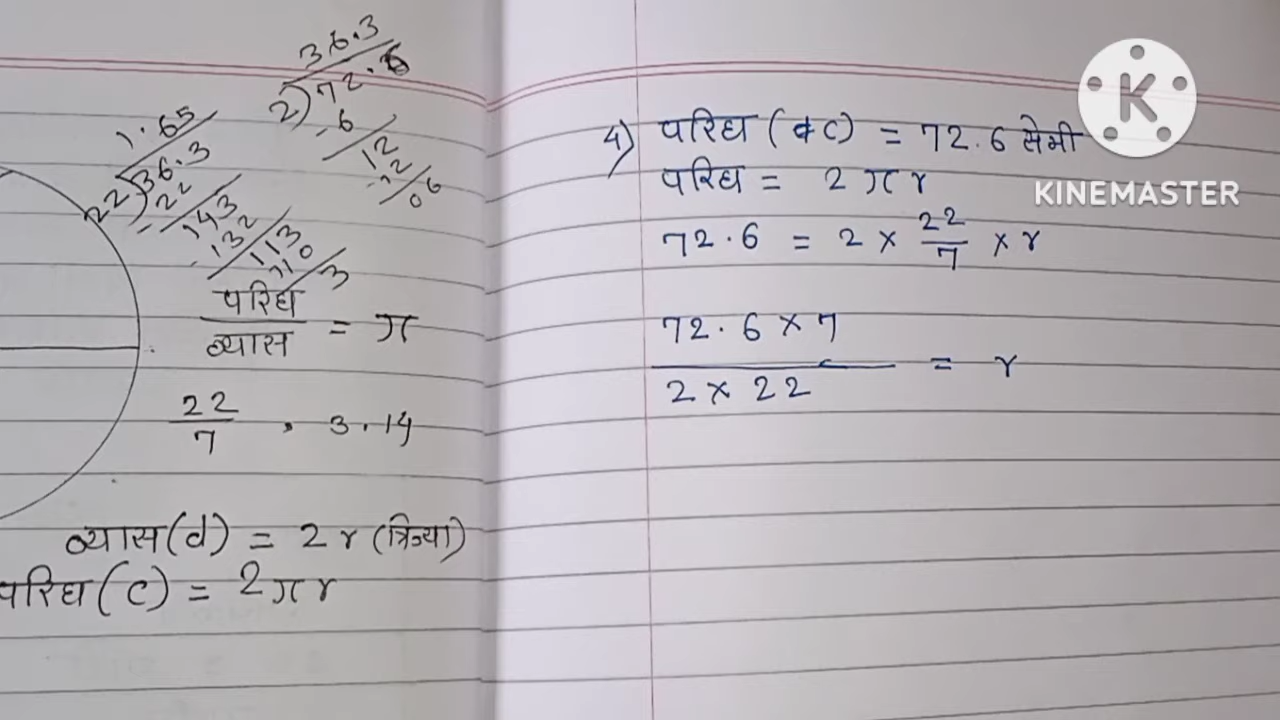 36.3
2)72.6
-6
12
-12
06
1.65
22)36.3
-22
143
-132
113
110
3
परिघ / व्यास = π
22/7 , 3.14
व्यास(d) = 2r (त्रिज्या)
परिघ(c) = 2πr
4) परिघ (c) = 72.6 सेमी
परिघ = 2πr
72.6 = 2 × 22/7 × r
72.6 × 7 / 2 × 22 = r
K
KINEMASTER